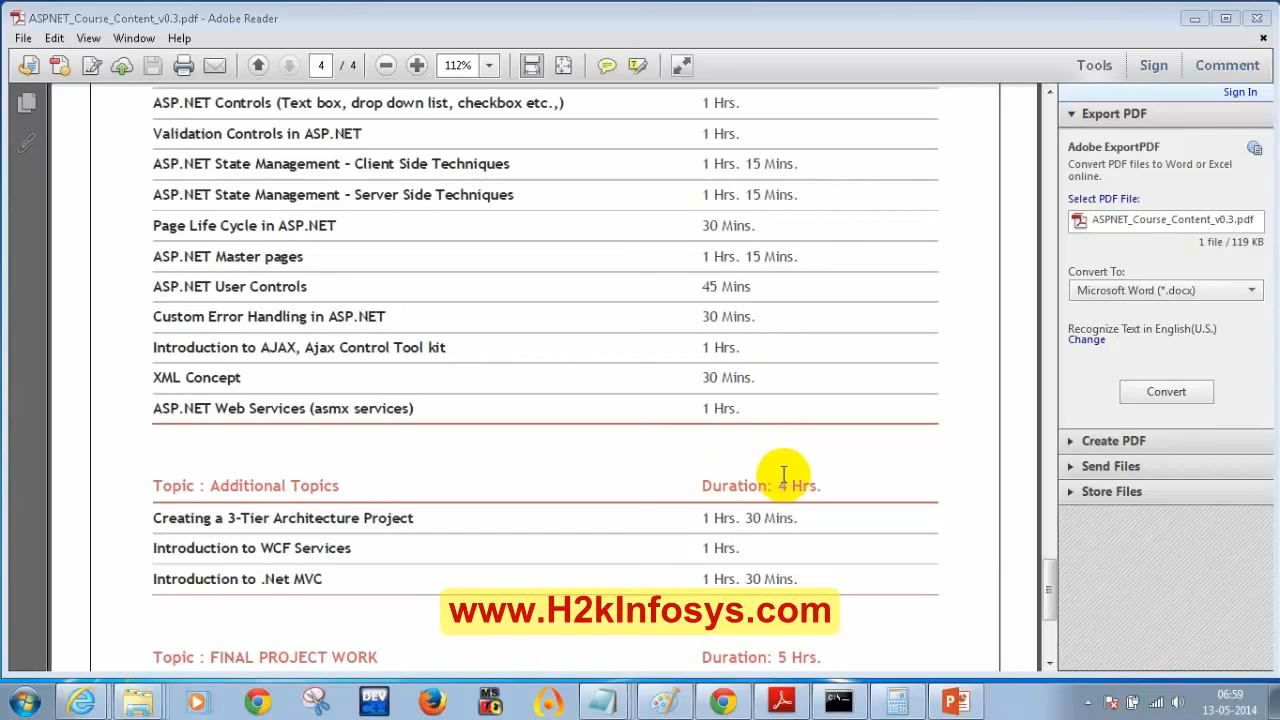 ASPNET_Course_Content_v0.3.pdf - Adobe Reader
File Edit View Window Help
4 / 4 112% Tools Sign Comment
Sign In
ASP.NET Controls (Text box, drop down list, checkbox etc.,) 1 Hrs.
Validation Controls in ASP.NET 1 Hrs.
ASP.NET State Management - Client Side Techniques 1 Hrs. 15 Mins.
ASP.NET State Management - Server Side Techniques 1 Hrs. 15 Mins.
Page Life Cycle in ASP.NET 30 Mins.
ASP.NET Master pages 1 Hrs. 15 Mins.
ASP.NET User Controls 45 Mins
Custom Error Handling in ASP.NET 30 Mins.
Introduction to AJAX, Ajax Control Tool kit 1 Hrs.
XML Concept 30 Mins.
ASP.NET Web Services (asmx services) 1 Hrs.
Topic : Additional Topics Duration: 4 Hrs.
Creating a 3-Tier Architecture Project 1 Hrs. 30 Mins.
Introduction to WCF Services 1 Hrs.
Introduction to .Net MVC 1 Hrs. 30 Mins.
www.H2kInfosys.com
Topic : FINAL PROJECT WORK Duration: 5 Hrs.
Export PDF
Adobe ExportPDF
Convert PDF files to Word or Excel
online.
Select PDF File:
ASPNET_Course_Content_v0.3.pdf
1 file / 119 KB
Convert To:
Microsoft Word (*.docx)
Recognize Text in English(U.S.)
Change
Convert
Create PDF
Send Files
Store Files
DEV
MS
06:59
13-05-2014